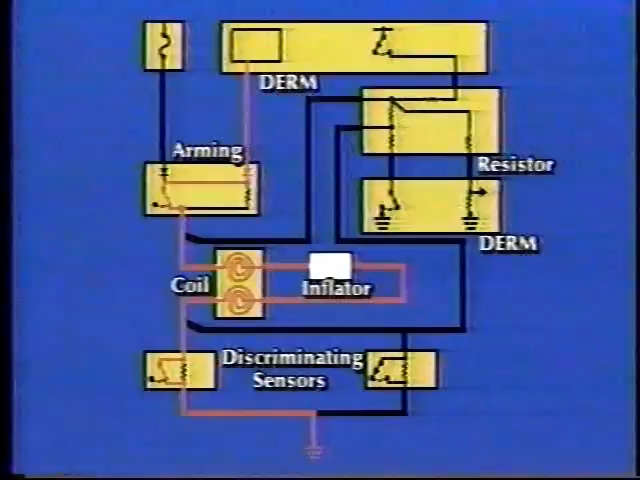 DERM
Arming
Resistor
DERM
Coil
Inflator
Discriminating
Sensors